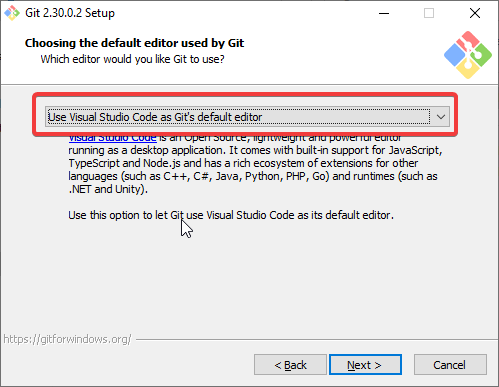 Git 2.30.0.2 Setup
Choosing the default editor used by Git
Which editor would you like Git to use?
Use Visual Studio Code as Git's default editor
Visual Studio Code is an Open Source, lightweight and powerful editor
running as a desktop application. It comes with built-in support for JavaScript,
TypeScript and Node.js and has a rich ecosystem of extensions for other
languages (such as C++, C#, Java, Python, PHP, Go) and runtimes (such as
.NET and Unity).
Use this option to let Git use Visual Studio Code as its default editor.
https://gitforwindows.org/
< Back
Next >
Cancel